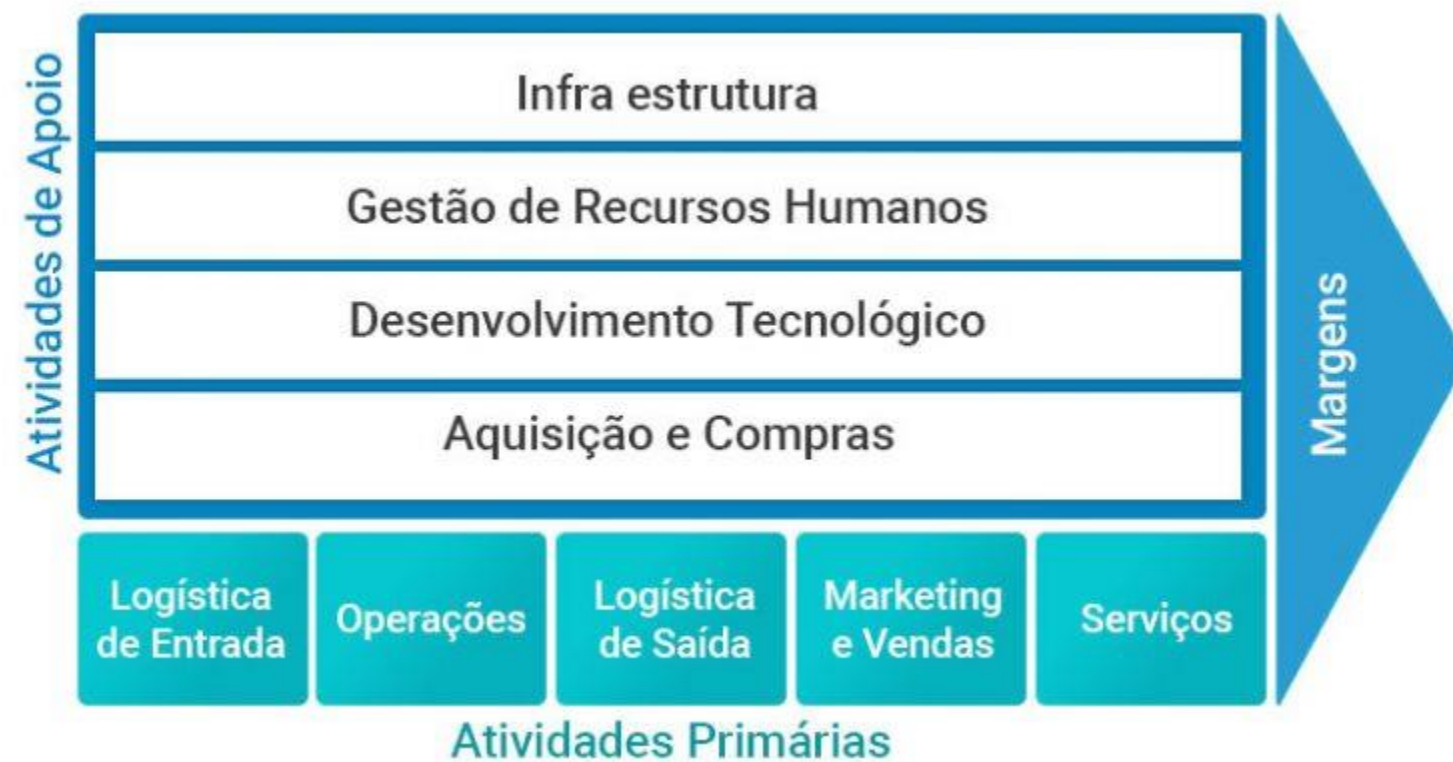 Atividades de Apoio
Infra estrutura
Gestão de Recursos Humanos
Desenvolvimento Tecnológico
Aquisição e Compras
Margens
Logística
de Entrada
Operações
Logística
de Saída
Marketing
e Vendas
Serviços
Atividades Primárias